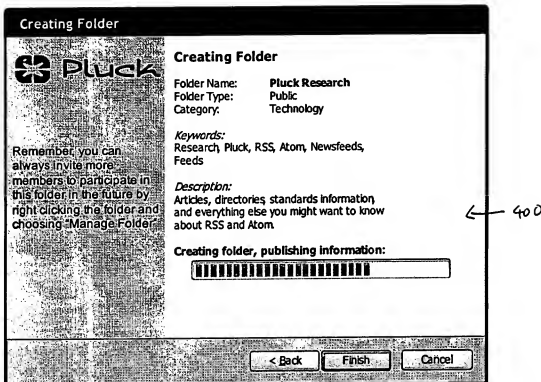 Creating Folder
Pluck
Remember, you can
always invite more
members to participate in
this folder in the future by
right clicking the folder and
choosing "Manage Folder"
Creating Folder
Folder Name: Pluck Research
Folder Type: Public
Category: Technology
Keywords:
Research, Pluck, RSS, Atom, Newsfeeds,
Feeds
Description:
Articles, directories, standards information,
and everything else you might want to know
about RSS and Atom.
Creating folder, publishing information:
< Back Finish Cancel
400